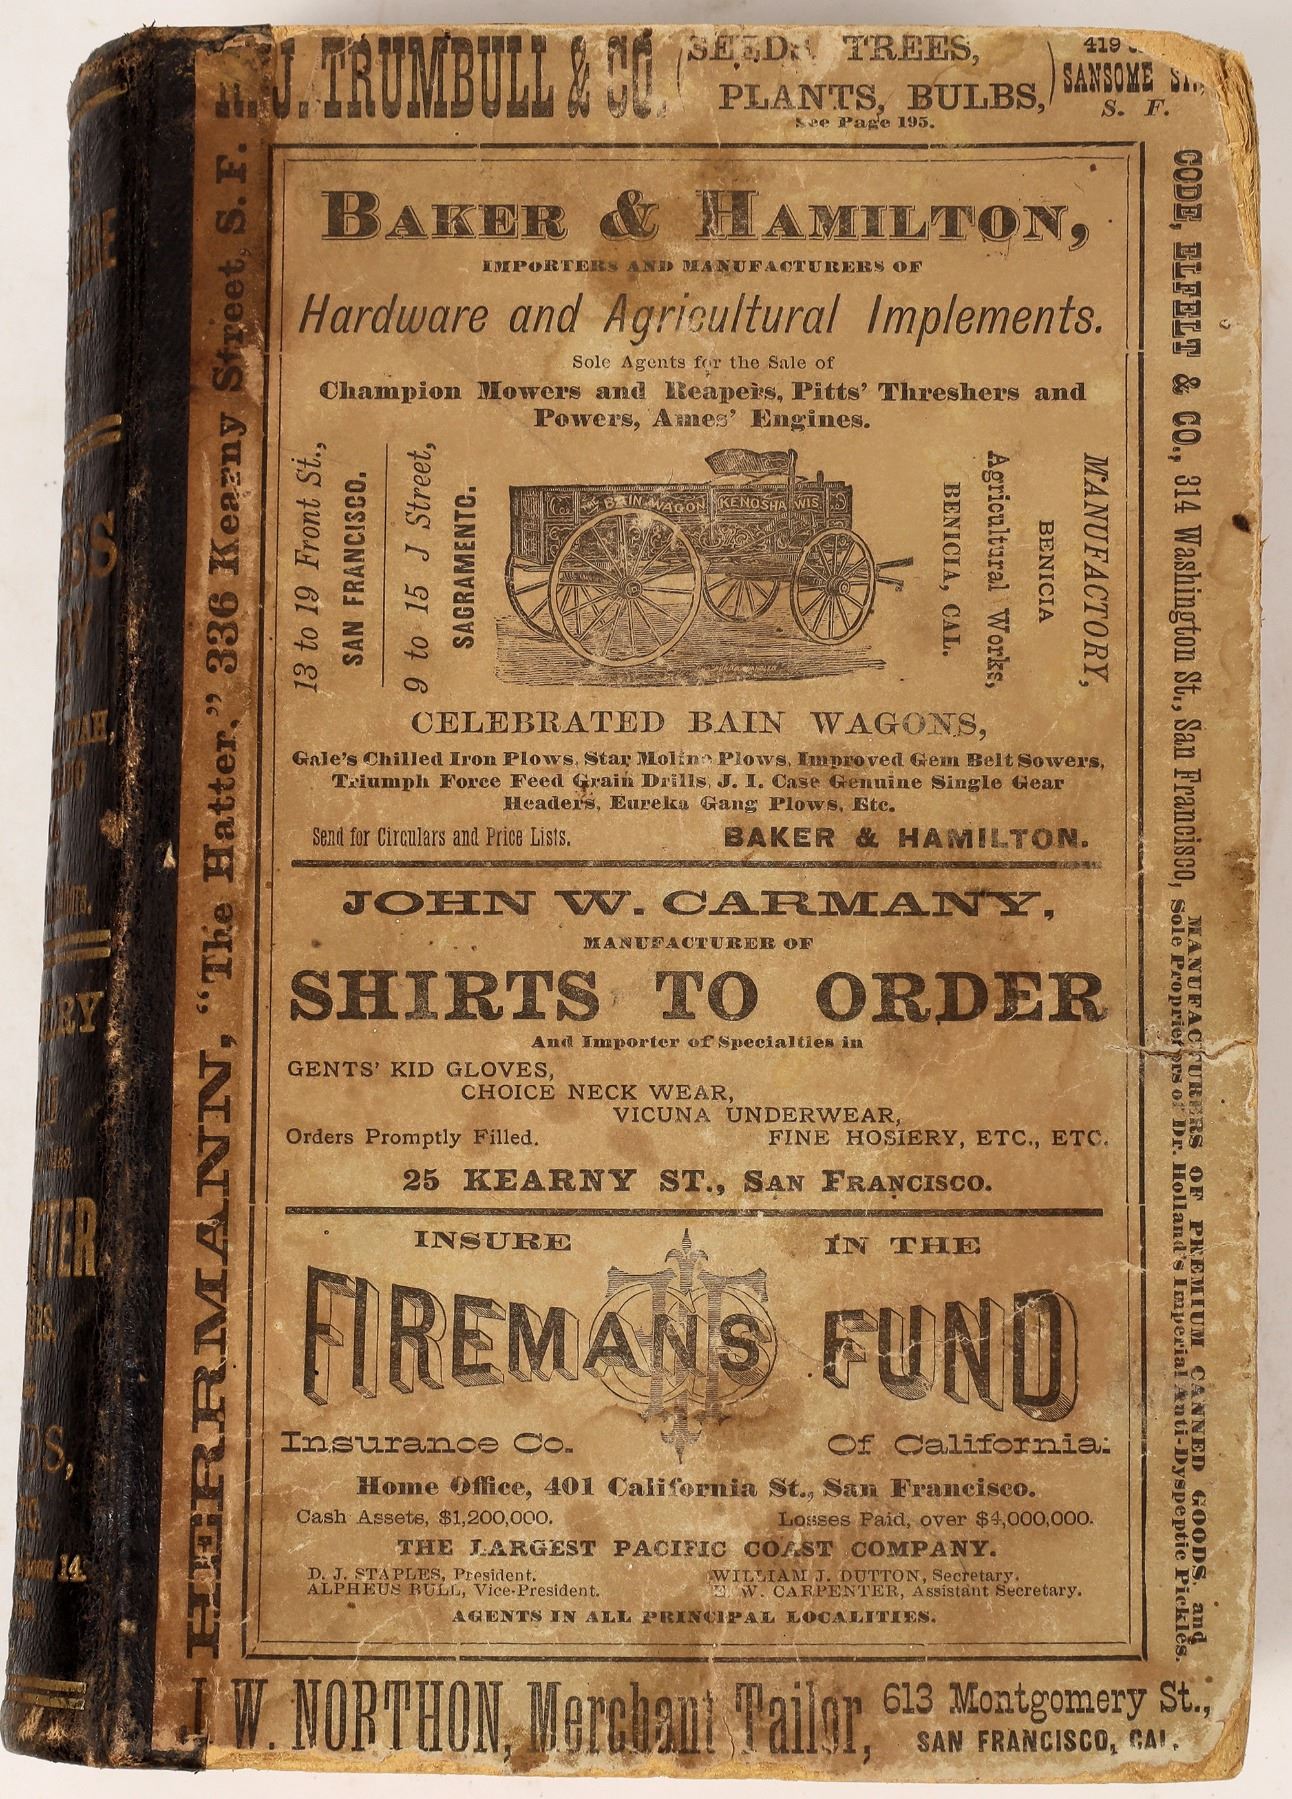 J. TRUMBULL & CO.
SEEDS, TREES,
PLANTS, BULBS,
See Page 195.
419
SANSOME ST.,
S. F.
HERRMANN, "The Hatter," 336 Kearny Street, S. F.
CODE, ELFELT & CO., 314 Washington St., San Francisco,
MANUFACTURERS OF PREMIUM CANNED GOODS, and
Sole Proprietors of Dr. Holland's Imperial Anti-Dyspeptic Pickles.
BAKER & HAMILTON,
IMPORTERS AND MANUFACTURERS OF
Hardware and Agricultural Implements.
Sole Agents for the Sale of
Champion Mowers and Reapers, Pitts' Threshers and
Powers, Ames' Engines.
13 to 19 Front St.,
SAN FRANCISCO.
9 to 15 J Street,
SACRAMENTO.
THE BAIN WAGON KENOSHA WIS
MANUFACTORY,
BENICIA
Agricultural Works,
BENICIA, CAL.
CELEBRATED BAIN WAGONS,
Gale's Chilled Iron Plows, Star Moline Plows, Improved Gem Belt Sowers,
Triumph Force Feed Grain Drills, J. I. Case Genuine Single Gear
Headers, Eureka Gang Plows, Etc.
Send for Circulars and Price Lists.
BAKER & HAMILTON.
JOHN W. CARMANY,
MANUFACTURER OF
SHIRTS TO ORDER
And Importer of Specialties in
GENTS' KID GLOVES,
CHOICE NECK WEAR,
VICUNA UNDERWEAR,
Orders Promptly Filled. FINE HOSIERY, ETC., ETC.
25 KEARNY ST., SAN FRANCISCO.
INSURE IN THE
FIREMANS FUND
Insurance Co. Of California:
Home Office, 401 California St., San Francisco.
Cash Assets, $1,200,000. Losses Paid, over $4,000,000.
THE LARGEST PACIFIC COAST COMPANY.
D. J. STAPLES, President. WILLIAM J. DUTTON, Secretary.
ALPHEUS BULL, Vice-President. E. W. CARPENTER, Assistant Secretary.
AGENTS IN ALL PRINCIPAL LOCALITIES.
W. NORTHON, Merchant Tailor,
613 Montgomery St.,
SAN FRANCISCO, CAL.